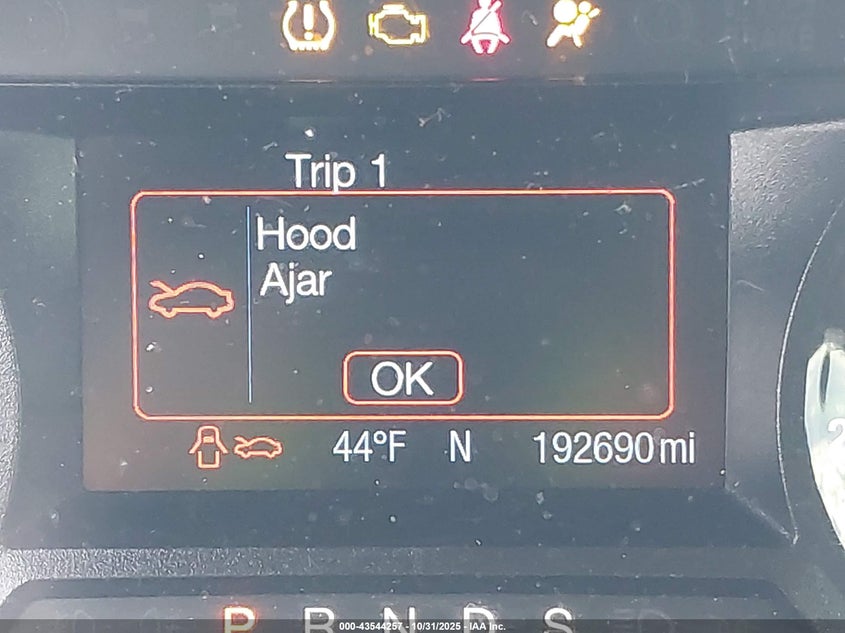 Trip 1
Hood
Ajar
OK
44°F N 192690 mi
P R N D S
000-43544257 - 10/31/2025 - IAA Inc.